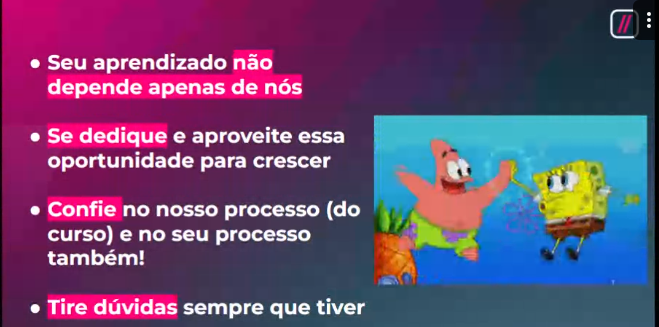 ● Seu aprendizado não
depende apenas de nós
● Se dedique e aproveite essa
oportunidade para crescer
● Confie no nosso processo (do
curso) e no seu processo
também!
● Tire dúvidas sempre que tiver